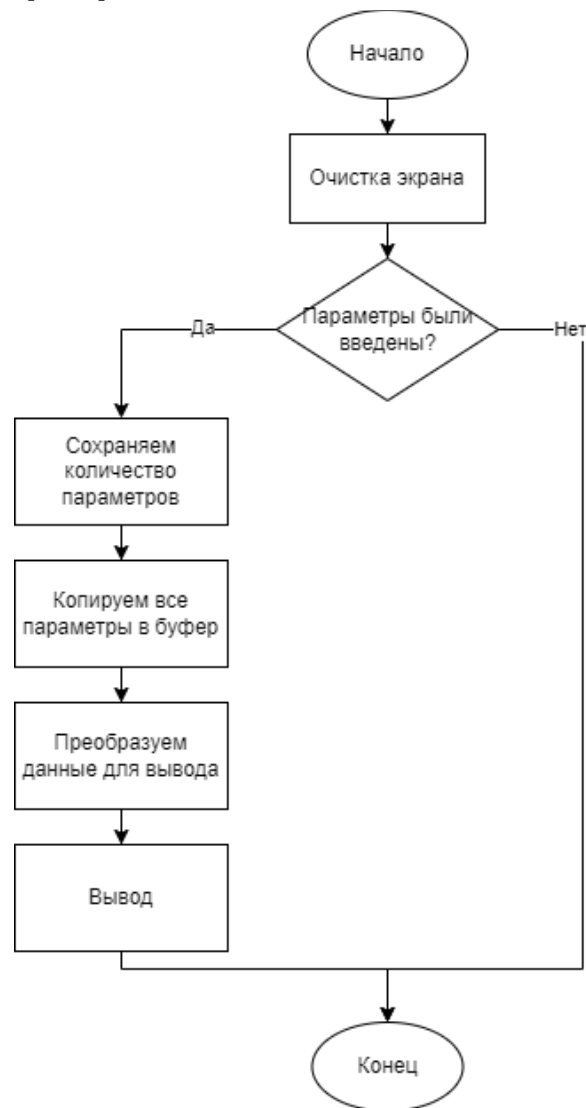 Начало
Очистка экрана
Параметры были
введены?
Да
Нет
Сохраняем
количество
параметров
Копируем все
параметры в буфер
Преобразуем
данные для вывода
Вывод
Конец